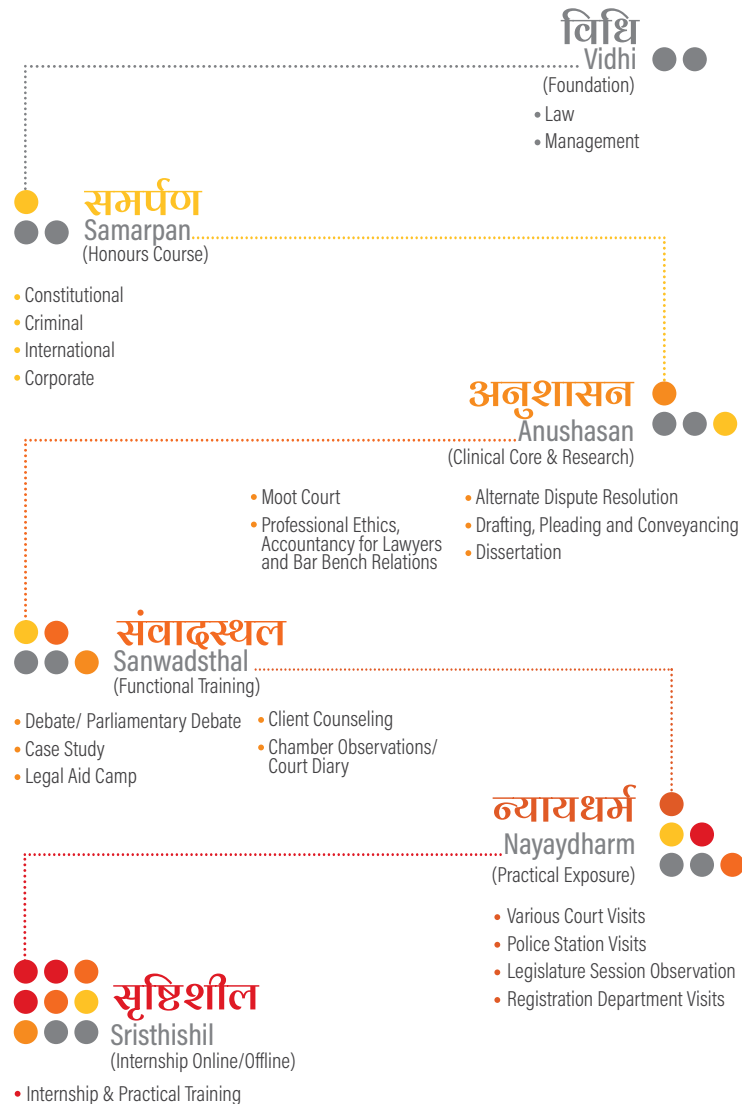 विधि
Vidhi
(Foundation)
• Law
• Management
समर्पण
Samarpan
(Honours Course)
• Constitutional
• Criminal
• International
• Corporate
अनुशासन
Anushasan
(Clinical Core & Research)
• Moot Court
• Professional Ethics,
Accountancy for Lawyers
and Bar Bench Relations
• Alternate Dispute Resolution
• Drafting, Pleading and Conveyancing
• Dissertation
संवादस्थल
Sanwadsthal
(Functional Training)
• Debate/ Parliamentary Debate
• Case Study
• Legal Aid Camp
• Client Counseling
• Chamber Observations/
Court Diary
न्यायधर्म
Nayaydharm
(Practical Exposure)
• Various Court Visits
• Police Station Visits
• Legislature Session Observation
• Registration Department Visits
सृष्टिशील
Sristhishil
(Internship Online/Offline)
• Internship & Practical Training